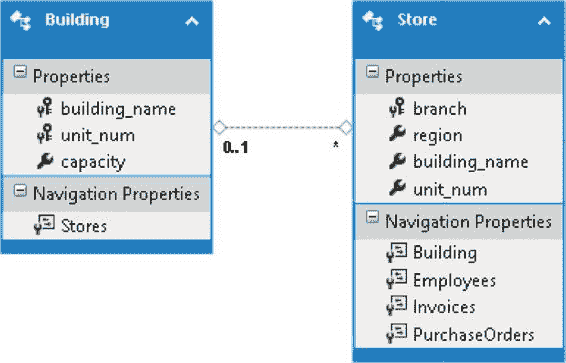 Building
Properties
building_name
unit_num
capacity
Navigation Properties
Stores
0..1
*
Store
Properties
branch
region
building_name
unit_num
Navigation Properties
Building
Employees
Invoices
PurchaseOrders